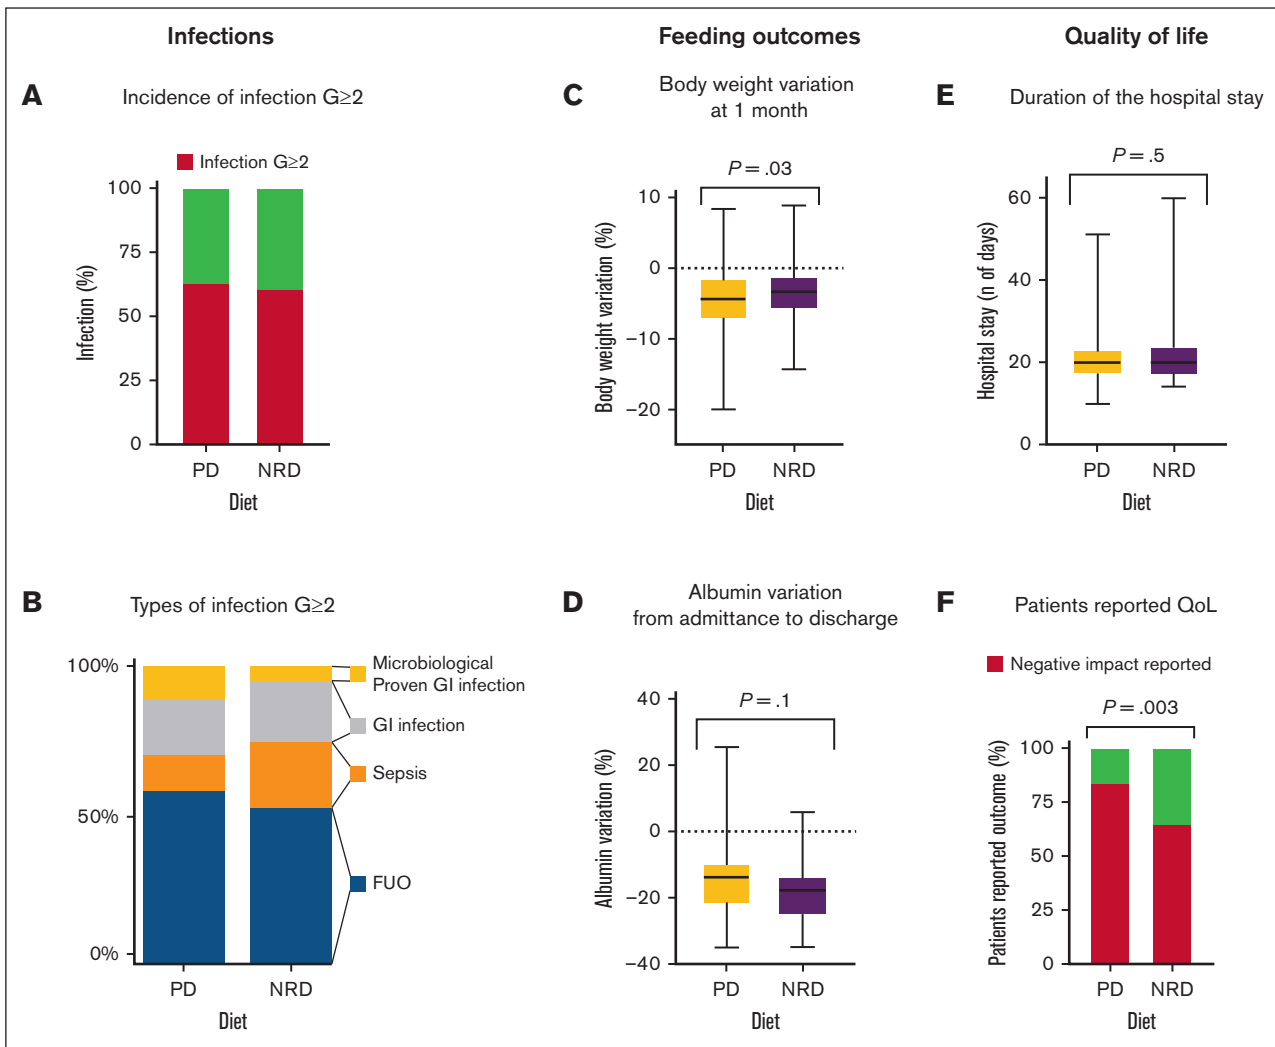 Infections
Feeding outcomes
Quality of life
A
Incidence of infection G≥2
Infection G≥2
100
75
50
25
0
Infection (%)
PD
NRD
Diet
C
Body weight variation
at 1 month
P = .03
10
0
−10
−20
Body weight variation (%)
PD
NRD
Diet
E
Duration of the hospital stay
P = .5
60
40
20
0
Hospital stay (n of days)
PD
NRD
Diet
B
Types of infection G≥2
100%
50%
0%
Microbiological
Proven GI infection
GI infection
Sepsis
FUO
PD
NRD
Diet
D
Albumin variation
from admittance to discharge
P = .1
40
20
0
−20
−40
Albumin variation (%)
PD
NRD
Diet
F
Patients reported QoL
Negative impact reported
P = .003
100
75
50
25
0
Patients reported outcome (%)
PD
NRD
Diet